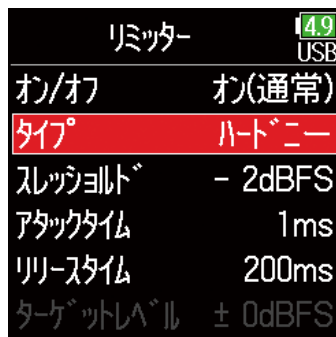 リミッター
4.9
USB
オン/オフ オン(通常)
タイプ ハードニー
スレッショルド - 2dBFS
アタックタイム 1ms
リリースタイム 200ms
ターゲットレベル ± 0dBFS